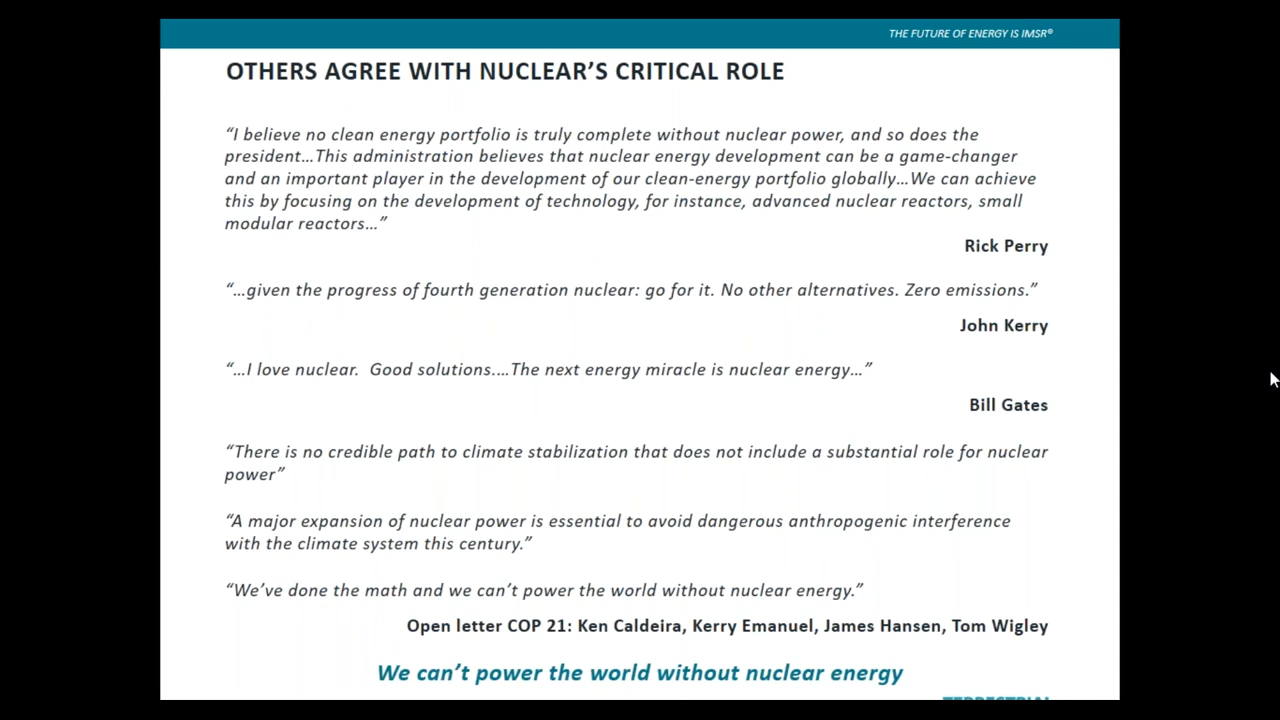 THE FUTURE OF ENERGY IS IMSR®
OTHERS AGREE WITH NUCLEAR’S CRITICAL ROLE
“I believe no clean energy portfolio is truly complete without nuclear power, and so does the
president…This administration believes that nuclear energy development can be a game-changer
and an important player in the development of our clean-energy portfolio globally…We can achieve
this by focusing on the development of technology, for instance, advanced nuclear reactors, small
modular reactors…”
Rick Perry
“…given the progress of fourth generation nuclear: go for it. No other alternatives. Zero emissions.”
John Kerry
“…I love nuclear.  Good solutions.…The next energy miracle is nuclear energy…”
Bill Gates
“There is no credible path to climate stabilization that does not include a substantial role for nuclear
power”
“A major expansion of nuclear power is essential to avoid dangerous anthropogenic interference
with the climate system this century.”
“We’ve done the math and we can’t power the world without nuclear energy.”
Open letter COP 21: Ken Caldeira, Kerry Emanuel, James Hansen, Tom Wigley
We can’t power the world without nuclear energy
TERRESTRIAL